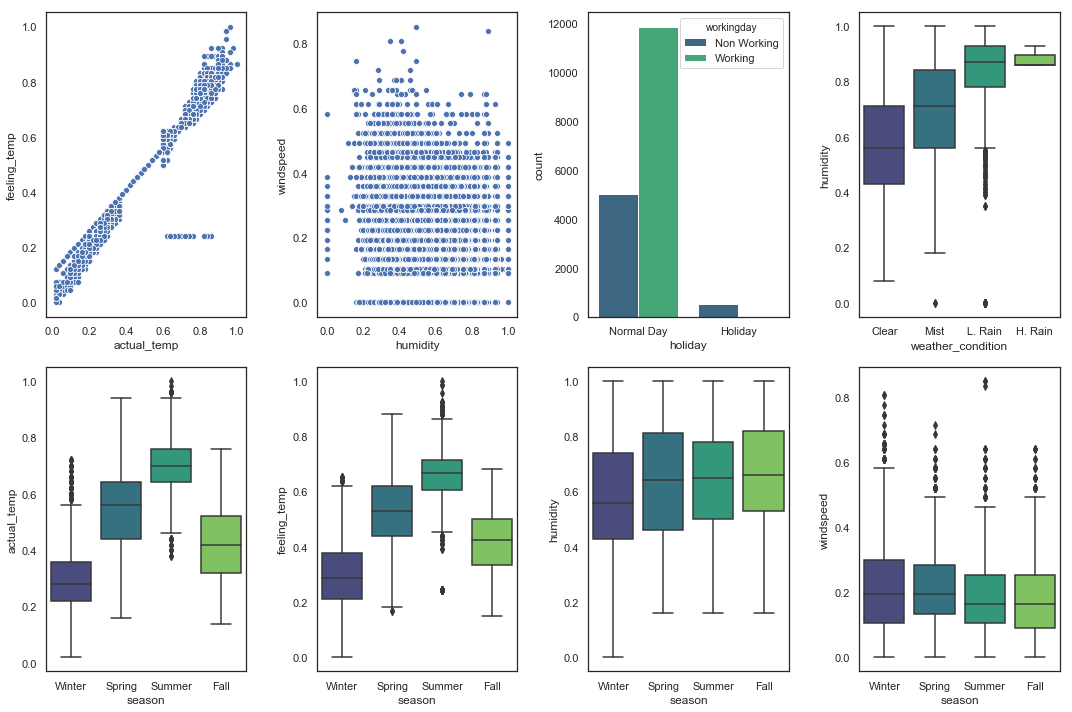 feeling_temp
1.0
0.8
0.6
0.4
0.2
0.0
0.0 0.2 0.4 0.6 0.8 1.0
actual_temp
windspeed
0.8
0.6
0.4
0.2
0.0
0.0 0.2 0.4 0.6 0.8 1.0
humidity
count
12000
10000
8000
6000
4000
2000
0
workingday
Non Working
Working
Normal Day Holiday
holiday
humidity
1.0
0.8
0.6
0.4
0.2
0.0
Clear Mist L. Rain H. Rain
weather_condition
actual_temp
1.0
0.8
0.6
0.4
0.2
0.0
Winter Spring Summer Fall
season
feeling_temp
1.0
0.8
0.6
0.4
0.2
0.0
Winter Spring Summer Fall
season
humidity
1.0
0.8
0.6
0.4
0.2
0.0
Winter Spring Summer Fall
season
windspeed
0.8
0.6
0.4
0.2
0.0
Winter Spring Summer Fall
season